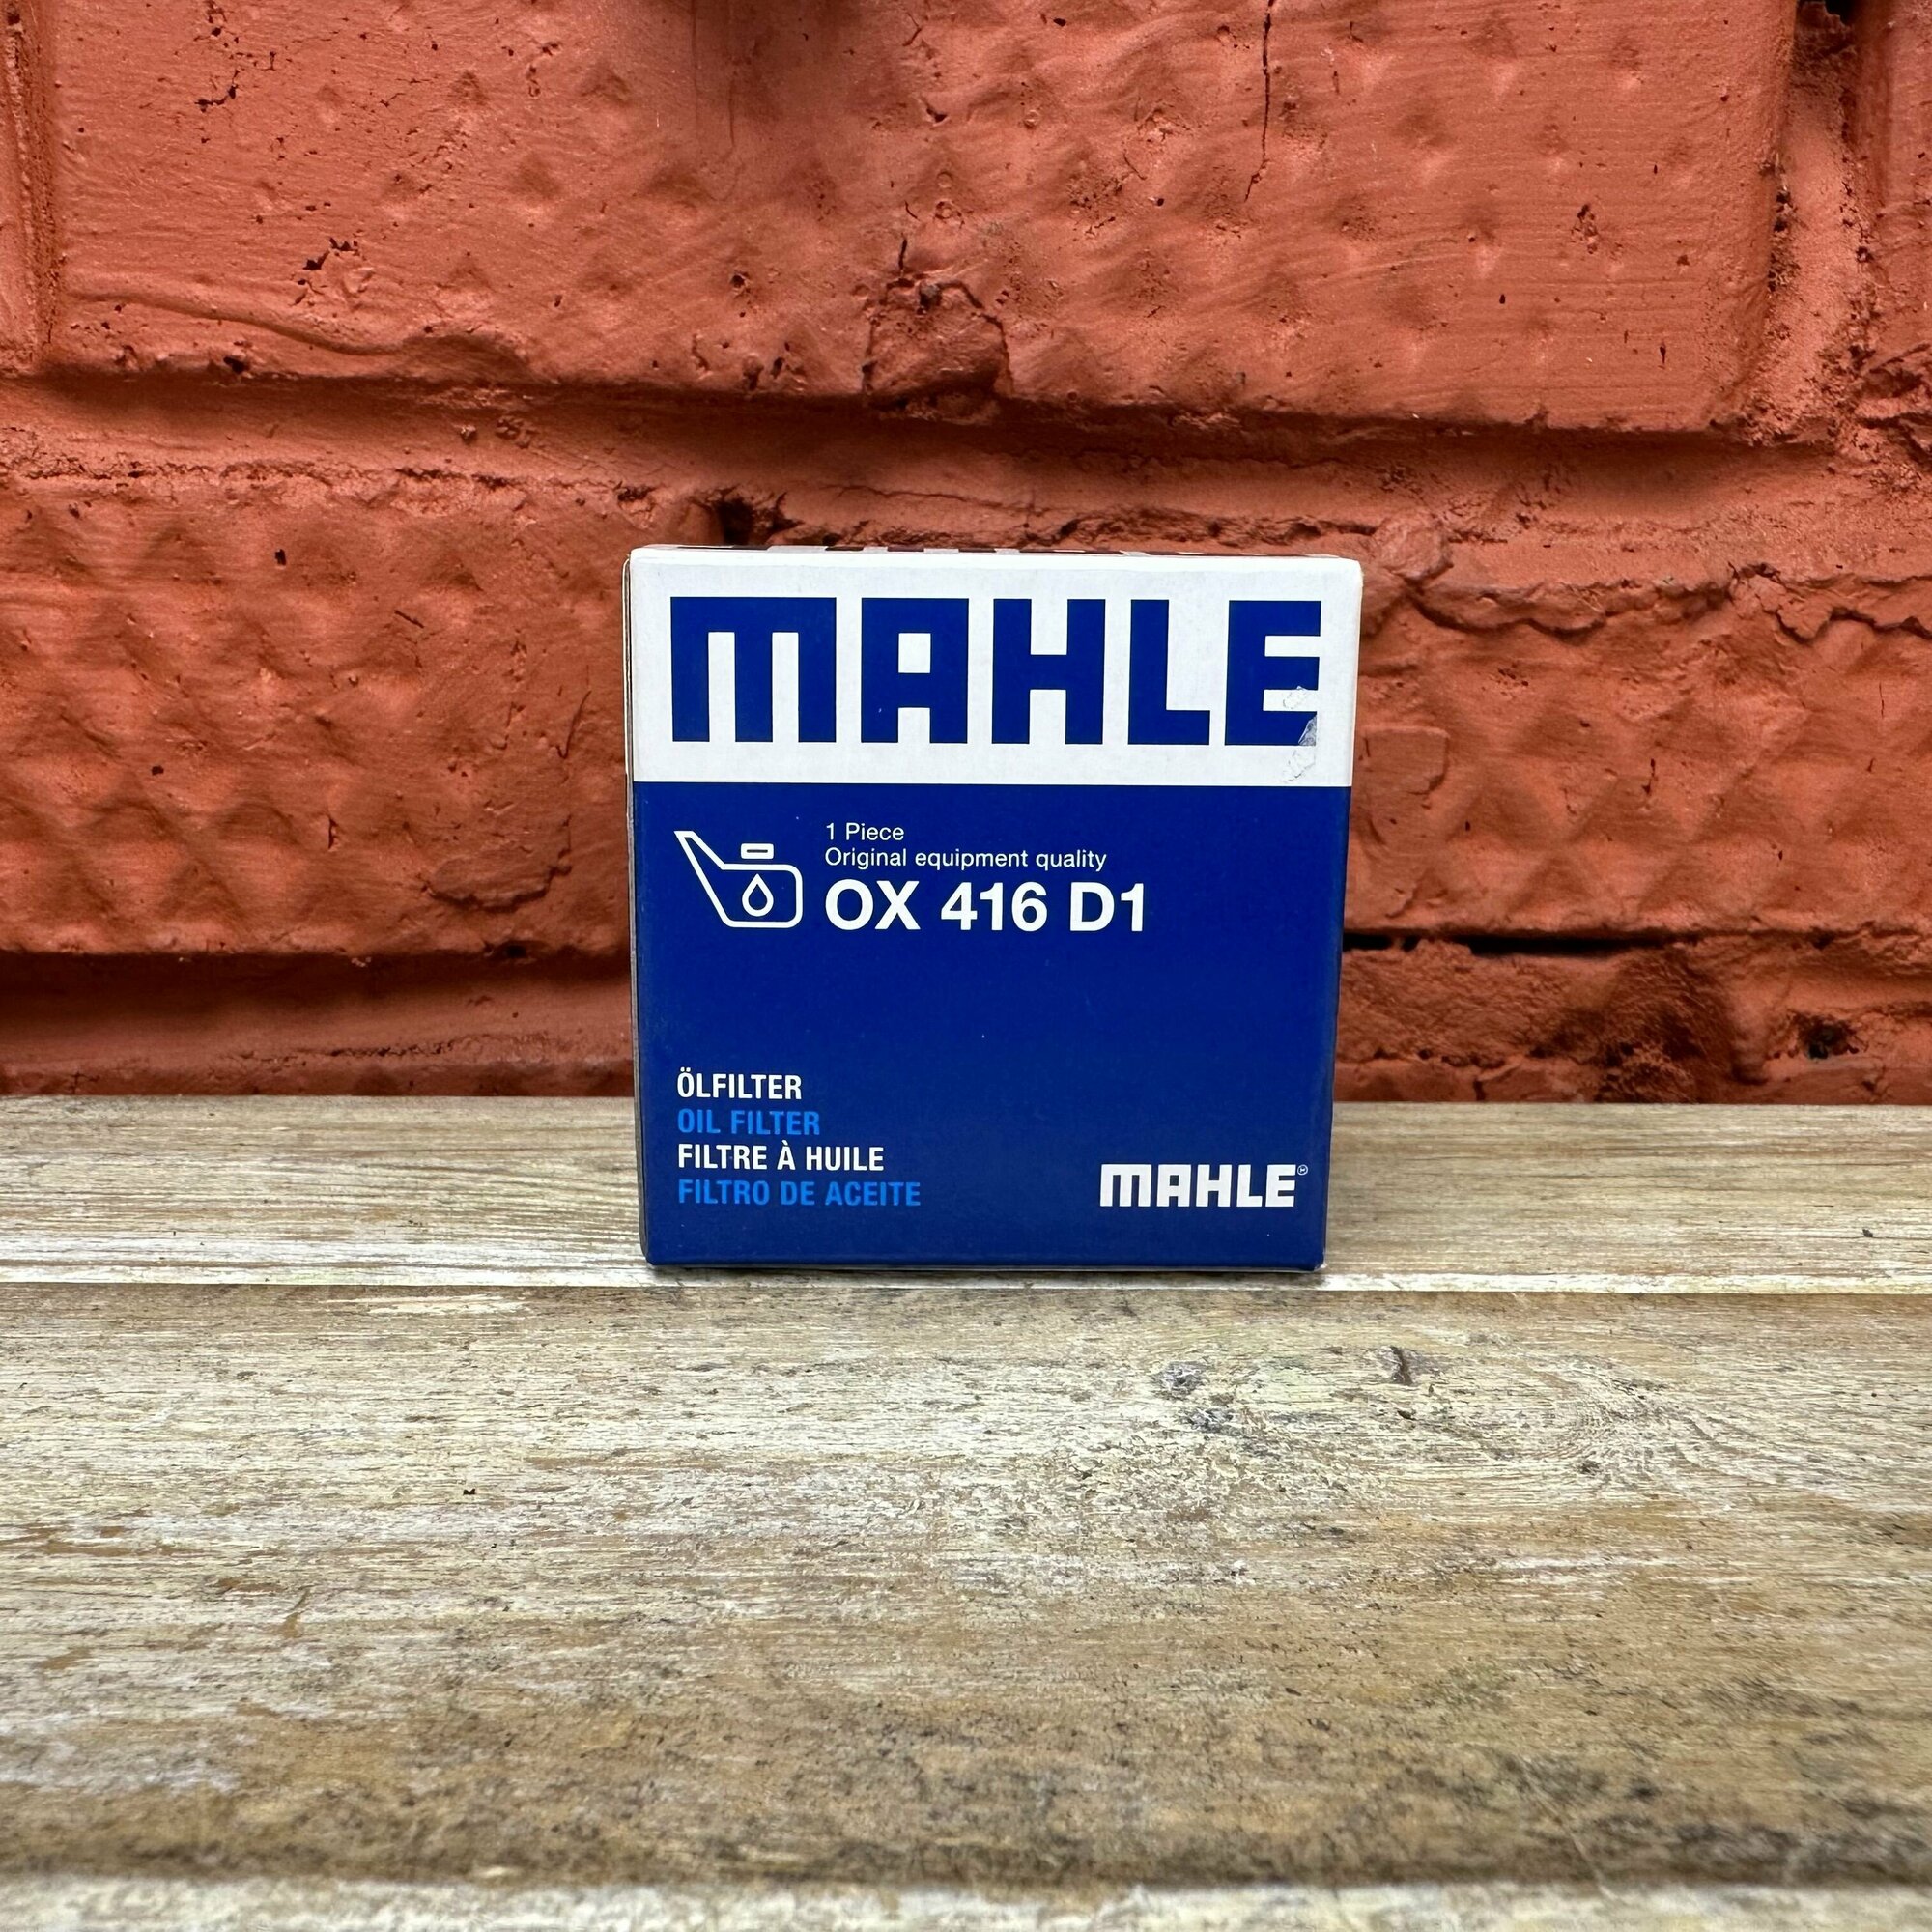 MAHLE
1 Piece
Original equipment quality
OX 416 D1
ÖLFILTER
OIL FILTER
FILTRE À HUILE
FILTRO DE ACEITE
MAHLE®